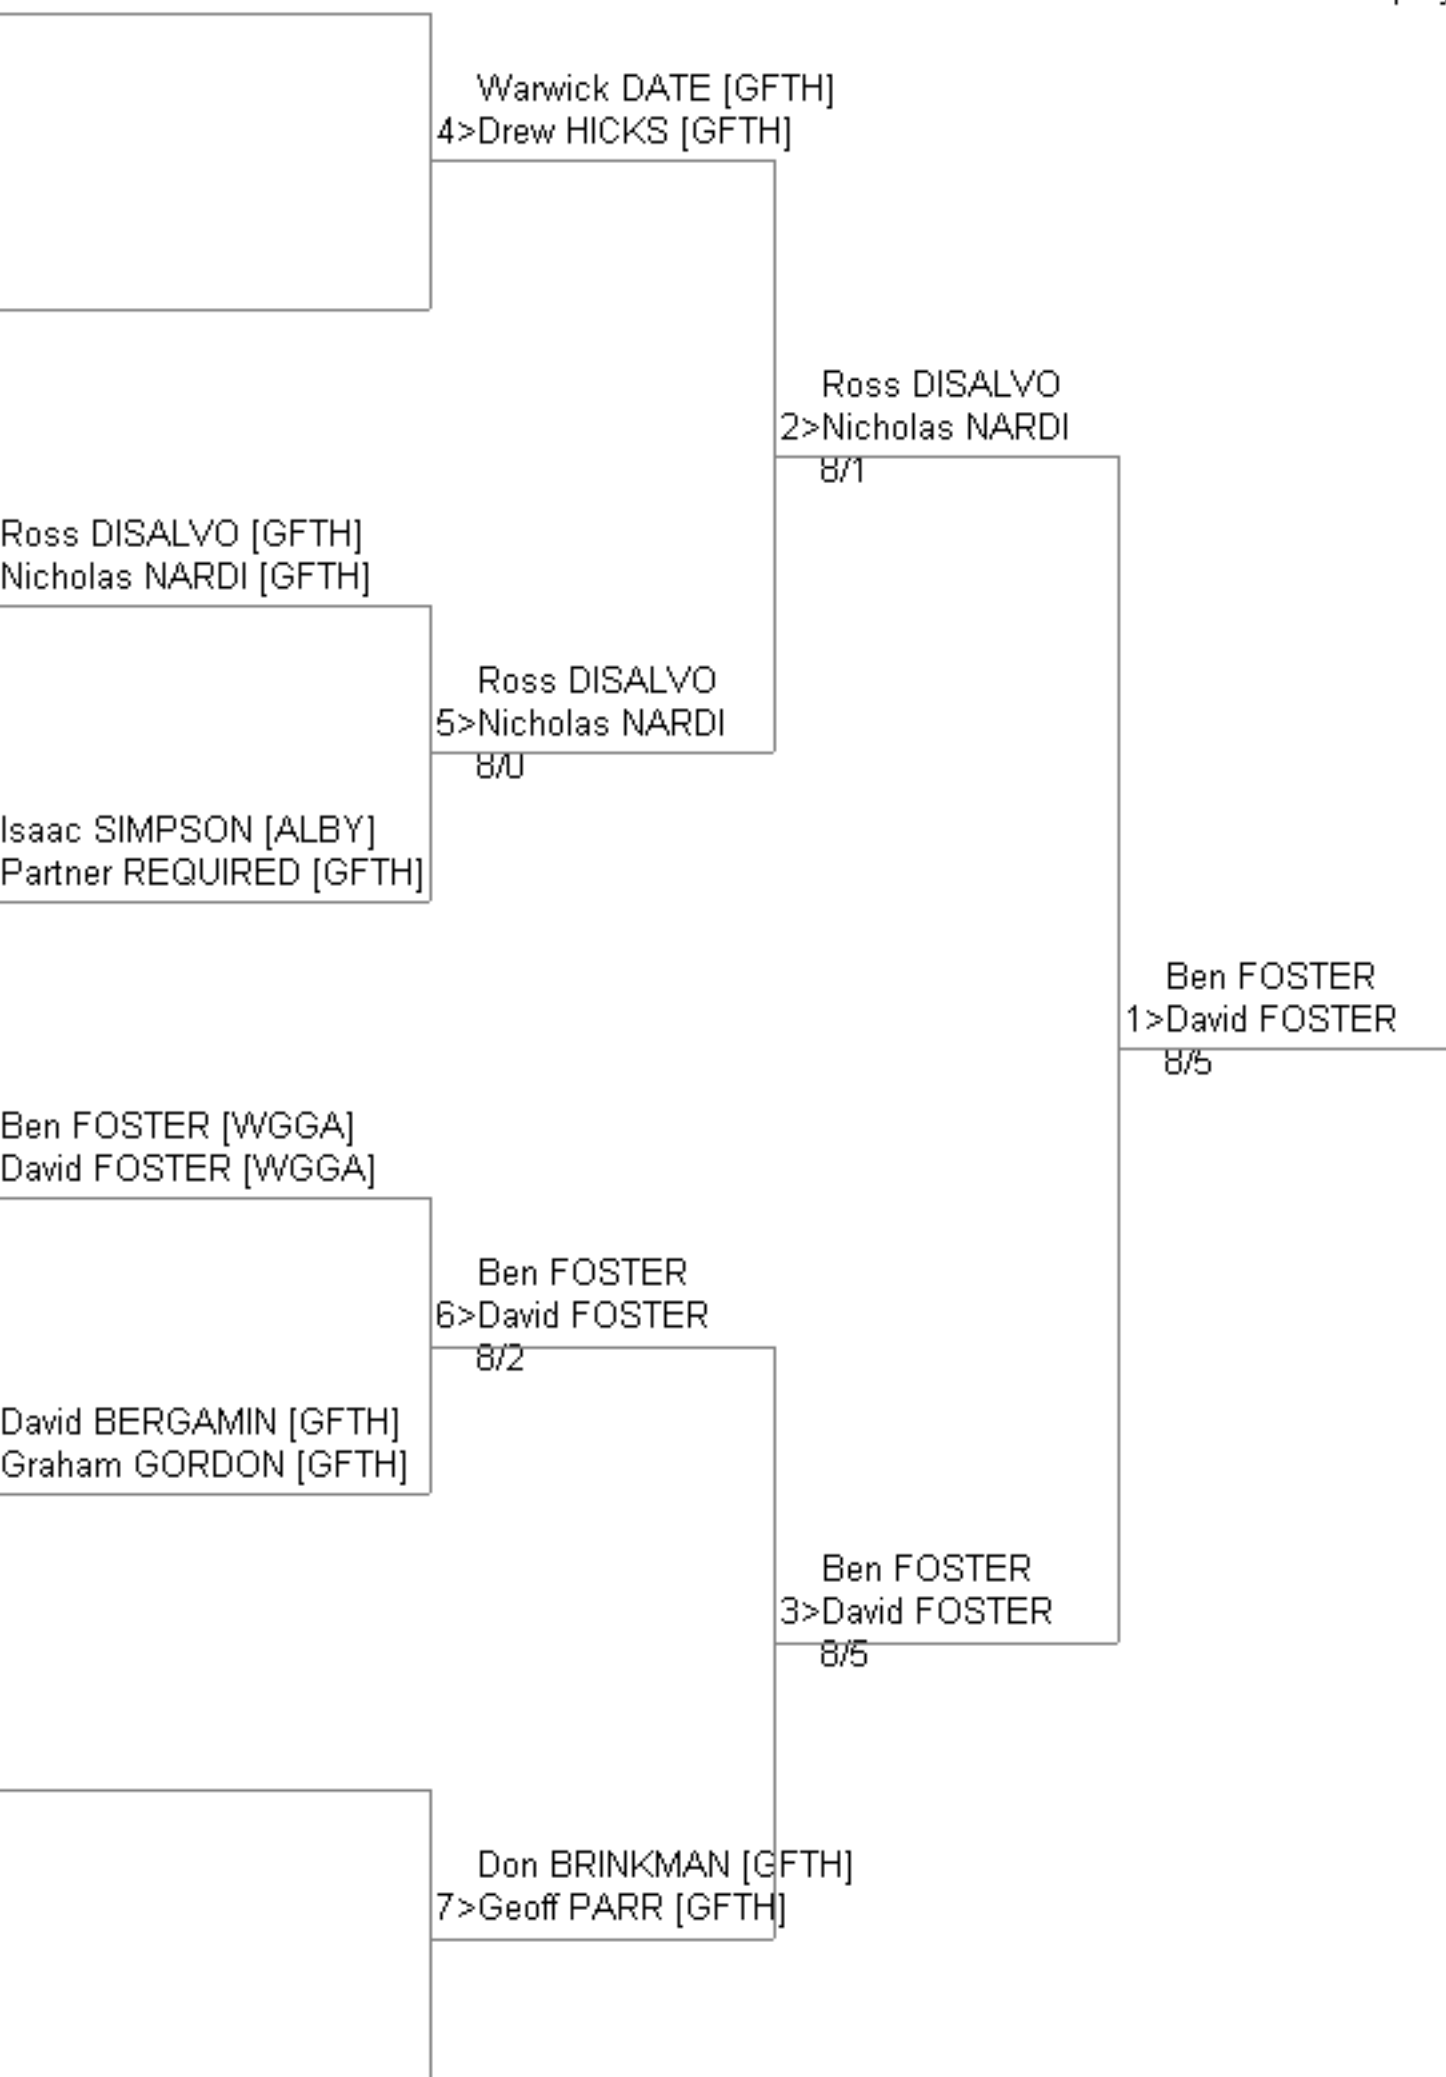 Warwick DATE [GFTH]
4>Drew HICKS [GFTH]
Ross DISALVO
2>Nicholas NARDI
8/1
Ross DISALVO [GFTH]
Nicholas NARDI [GFTH]
Ross DISALVO
5>Nicholas NARDI
8/0
Isaac SIMPSON [ALBY]
Partner REQUIRED [GFTH]
Ben FOSTER
1>David FOSTER
8/5
Ben FOSTER [WGGA]
David FOSTER [WGGA]
Ben FOSTER
6>David FOSTER
8/2
David BERGAMIN [GFTH]
Graham GORDON [GFTH]
Ben FOSTER
3>David FOSTER
8/5
Don BRINKMAN [GFTH]
7>Geoff PARR [GFTH]